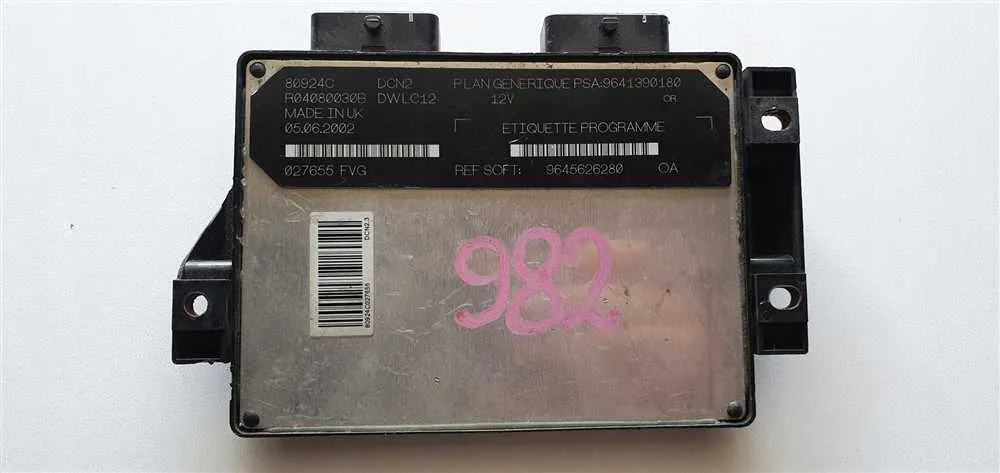 80924C DCN2 PLAN GENERIQUE PSA:9641390180
R04080030B DWLC12 12V OR
MADE IN UK
05.06.2002 ETIQUETTE PROGRAMME
027655 FVG REF SOFT: 9645626280 OA
DCN2.3
80924C027655
982